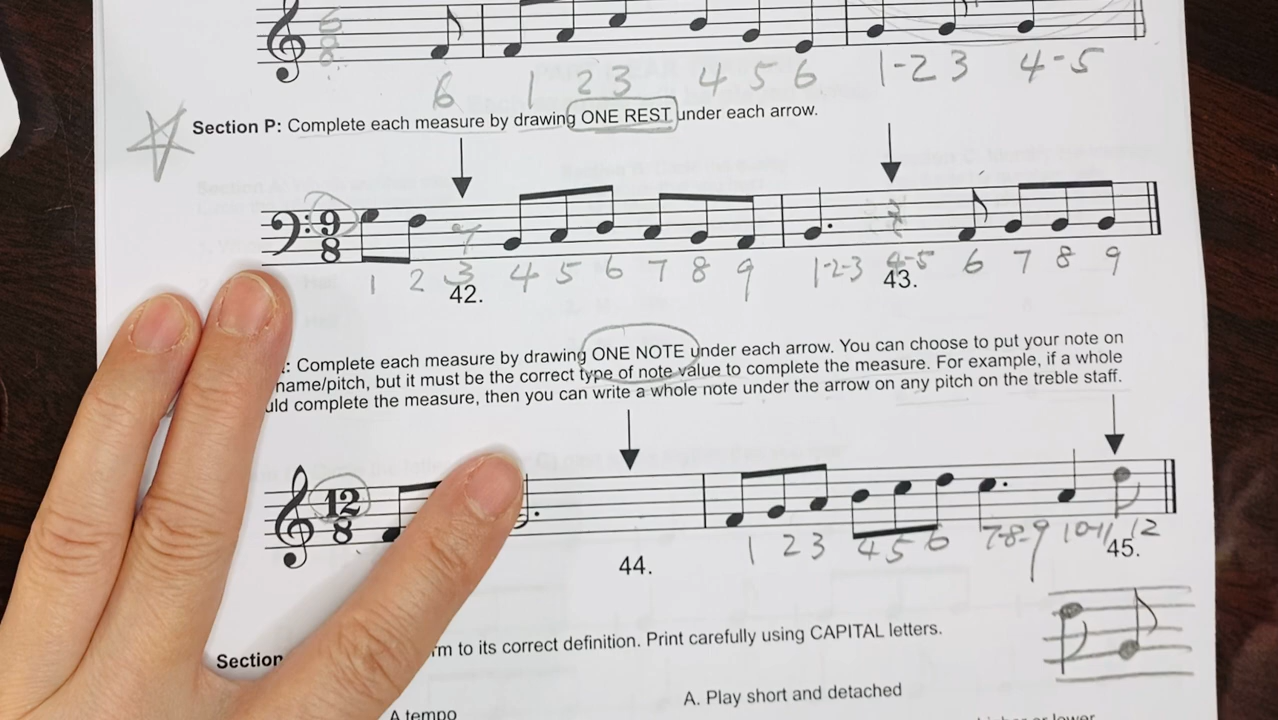 6 8
6 1 2 3 4 5 6 1-2 3 4-5
Section P: Complete each measure by drawing ONE REST under each arrow.
9 8
1 2 3 4 5 6 7 8 9 1-2-3 4-5 6 7 8 9
42. 43.
: Complete each measure by drawing ONE NOTE under each arrow. You can choose to put your note on
name/pitch, but it must be the correct type of note value to complete the measure. For example, if a whole
uld complete the measure, then you can write a whole note under the arrow on any pitch on the treble staff.
12 8
1 2 3 4 5 6 7-8-9 10-11 12
44. 45.
Section
rm to its correct definition. Print carefully using CAPITAL letters.
A. Play short and detached
A tempo
higher or lower